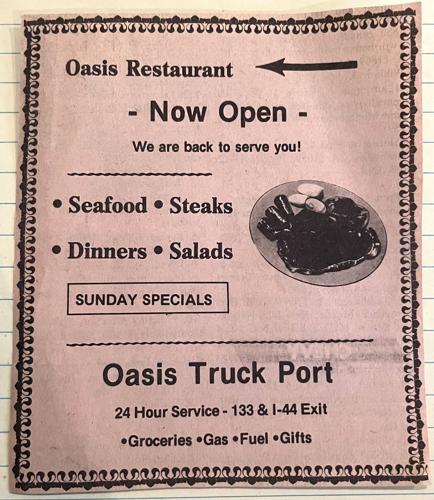 Oasis Restaurant
- Now Open -
We are back to serve you!
• Seafood • Steaks
• Dinners • Salads
SUNDAY SPECIALS
Oasis Truck Port
24 Hour Service - 133 & I-44 Exit
•Groceries •Gas •Fuel •Gifts